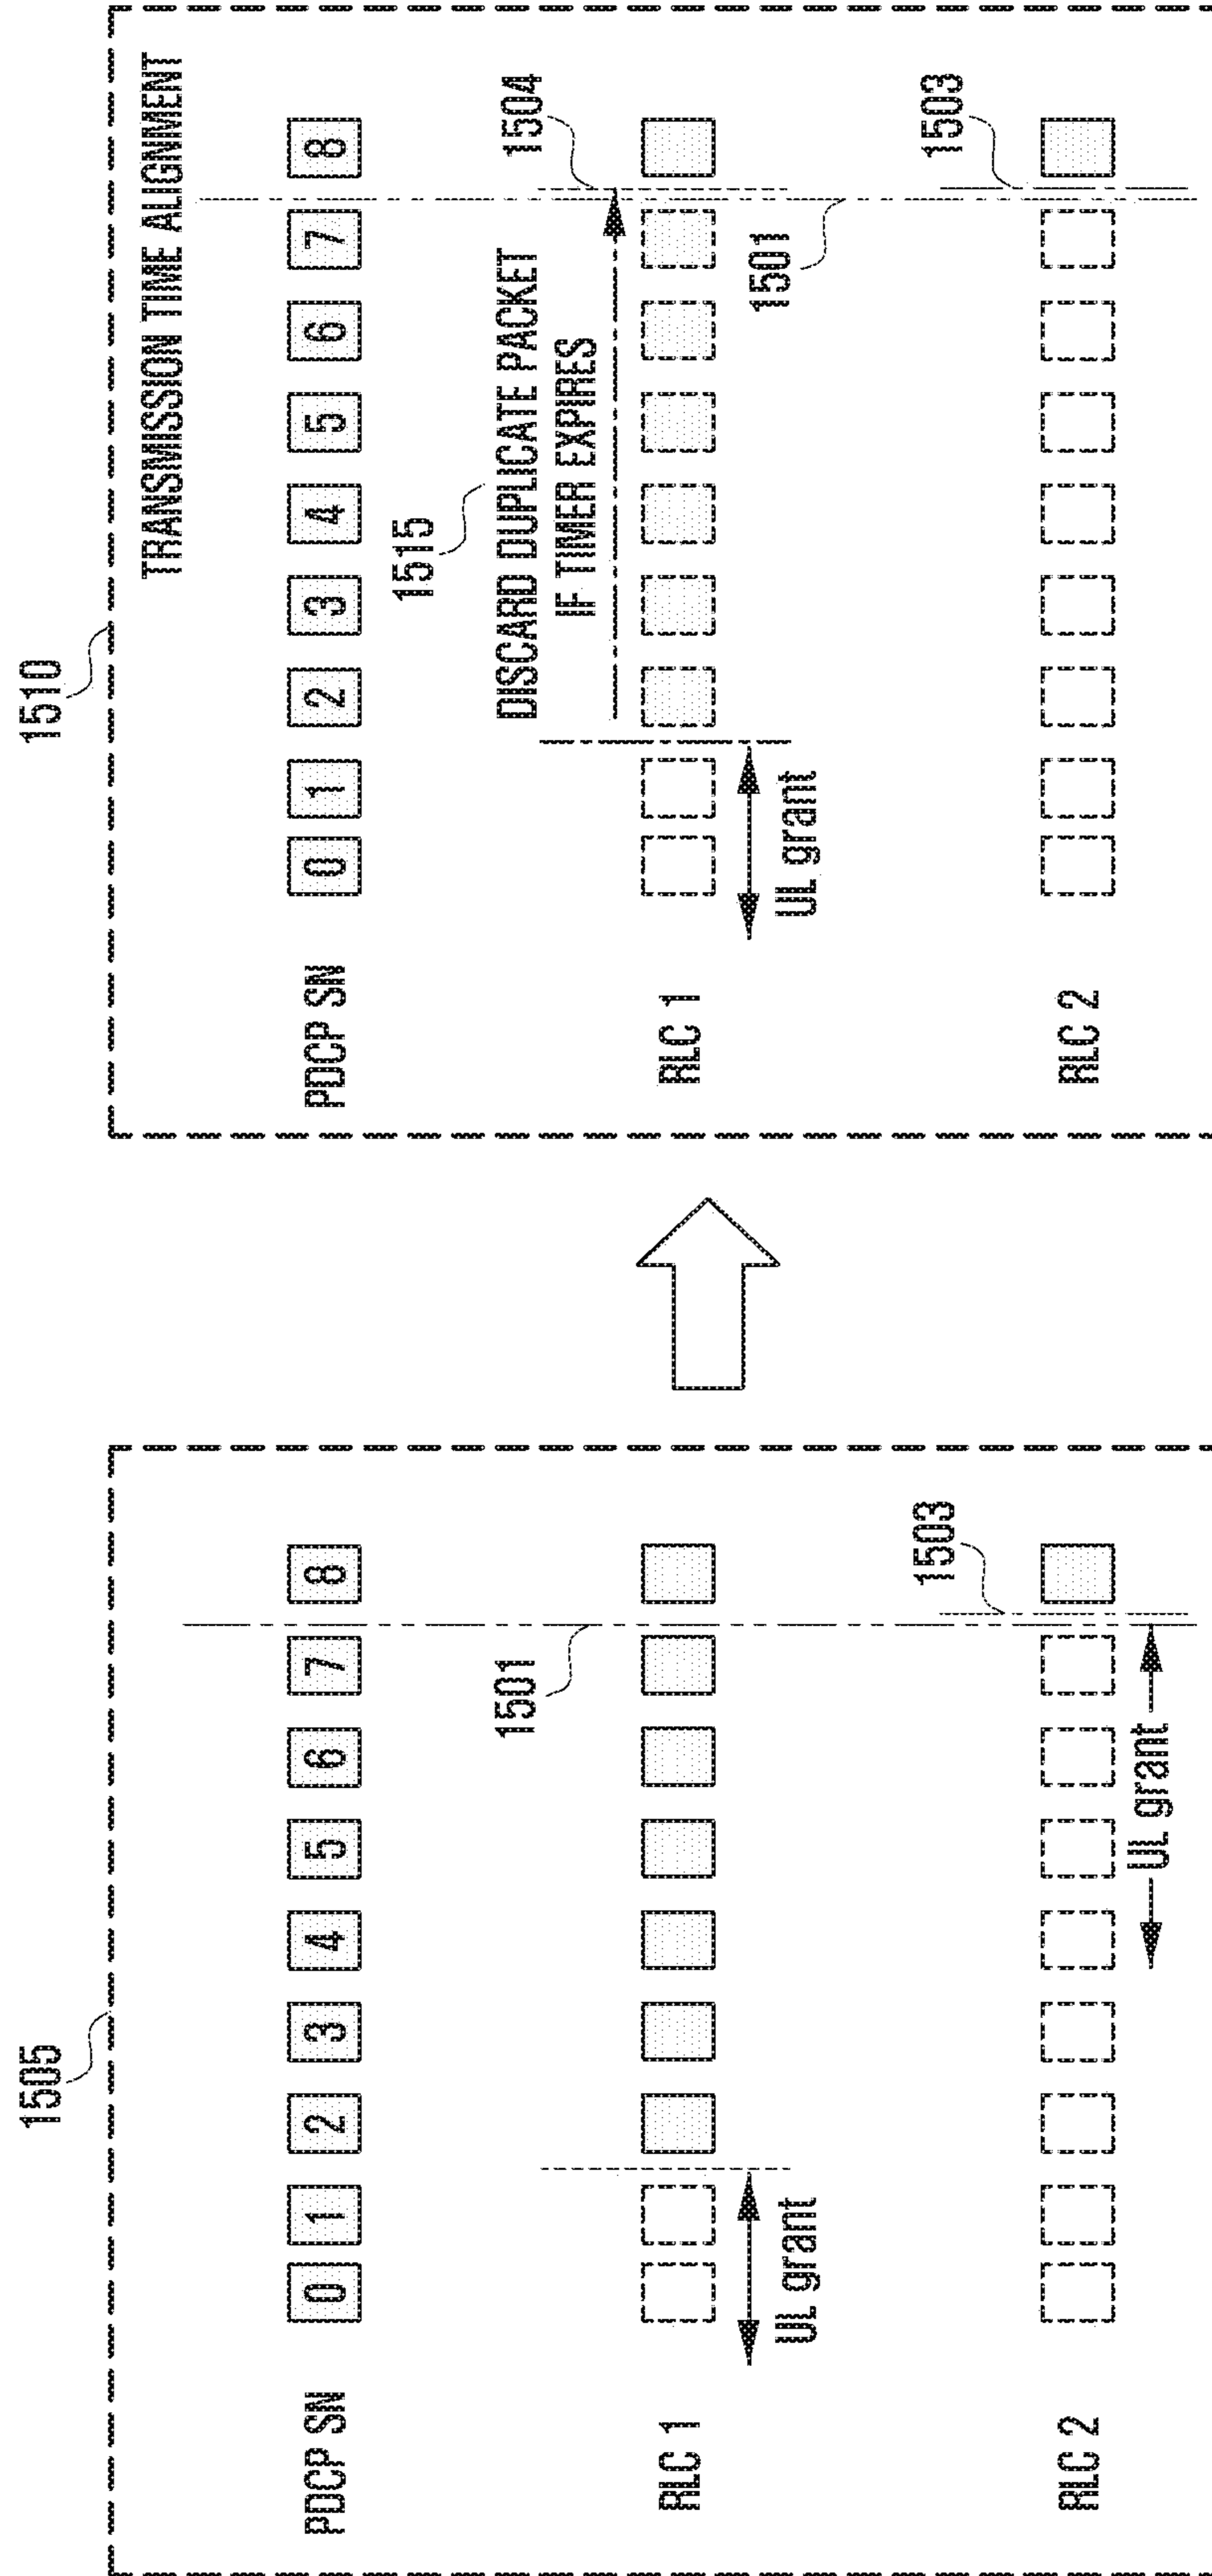 1505
PDCP SN 0 1 2 3 4 5 6 7 8
1501
RLC 1
UL grant
1503
RLC 2
UL grant
1510
TRANSMISSION TIME ALIGNMENT
PDCP SN 0 1 2 3 4 5 6 7 8
1515
DISCARD DUPLICATE PACKET
IF TIMER EXPIRES
1504
RLC 1
UL grant
1501
1503
RLC 2